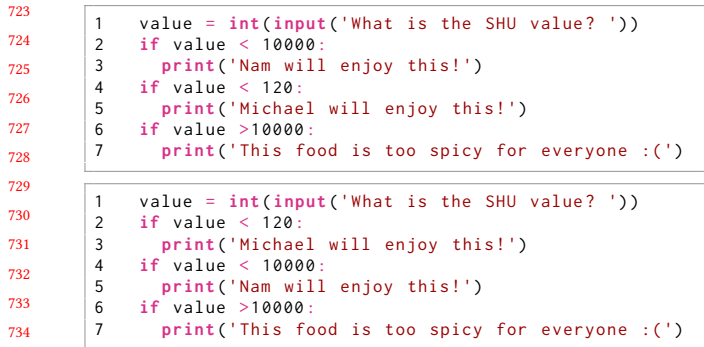 723
1 value = int(input('What is the SHU value? '))
724
2 if value < 10000:
725
3 print('Nam will enjoy this!')
726
4 if value < 120:
5 print('Michael will enjoy this!')
727
6 if value >10000:
728
7 print('This food is too spicy for everyone :(')
729
1 value = int(input('What is the SHU value? '))
730
2 if value < 120:
731
3 print('Michael will enjoy this!')
732
4 if value < 10000:
5 print('Nam will enjoy this!')
733
6 if value >10000:
734
7 print('This food is too spicy for everyone :(')